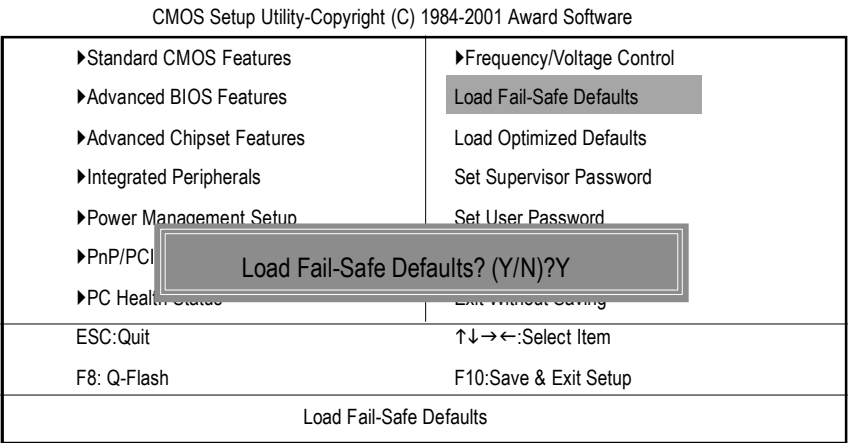 CMOS Setup Utility-Copyright (C) 1984-2001 Award Software
▶Standard CMOS Features
▶Advanced BIOS Features
▶Advanced Chipset Features
▶Integrated Peripherals
▶Power Management Setup
▶PnP/PCI
▶PC Health Status
▶Frequency/Voltage Control
Load Fail-Safe Defaults
Load Optimized Defaults
Set Supervisor Password
Set User Password
Exit Without Saving
Load Fail-Safe Defaults? (Y/N)?Y
ESC:Quit
↑↓→←:Select Item
F8: Q-Flash
F10:Save & Exit Setup
Load Fail-Safe Defaults